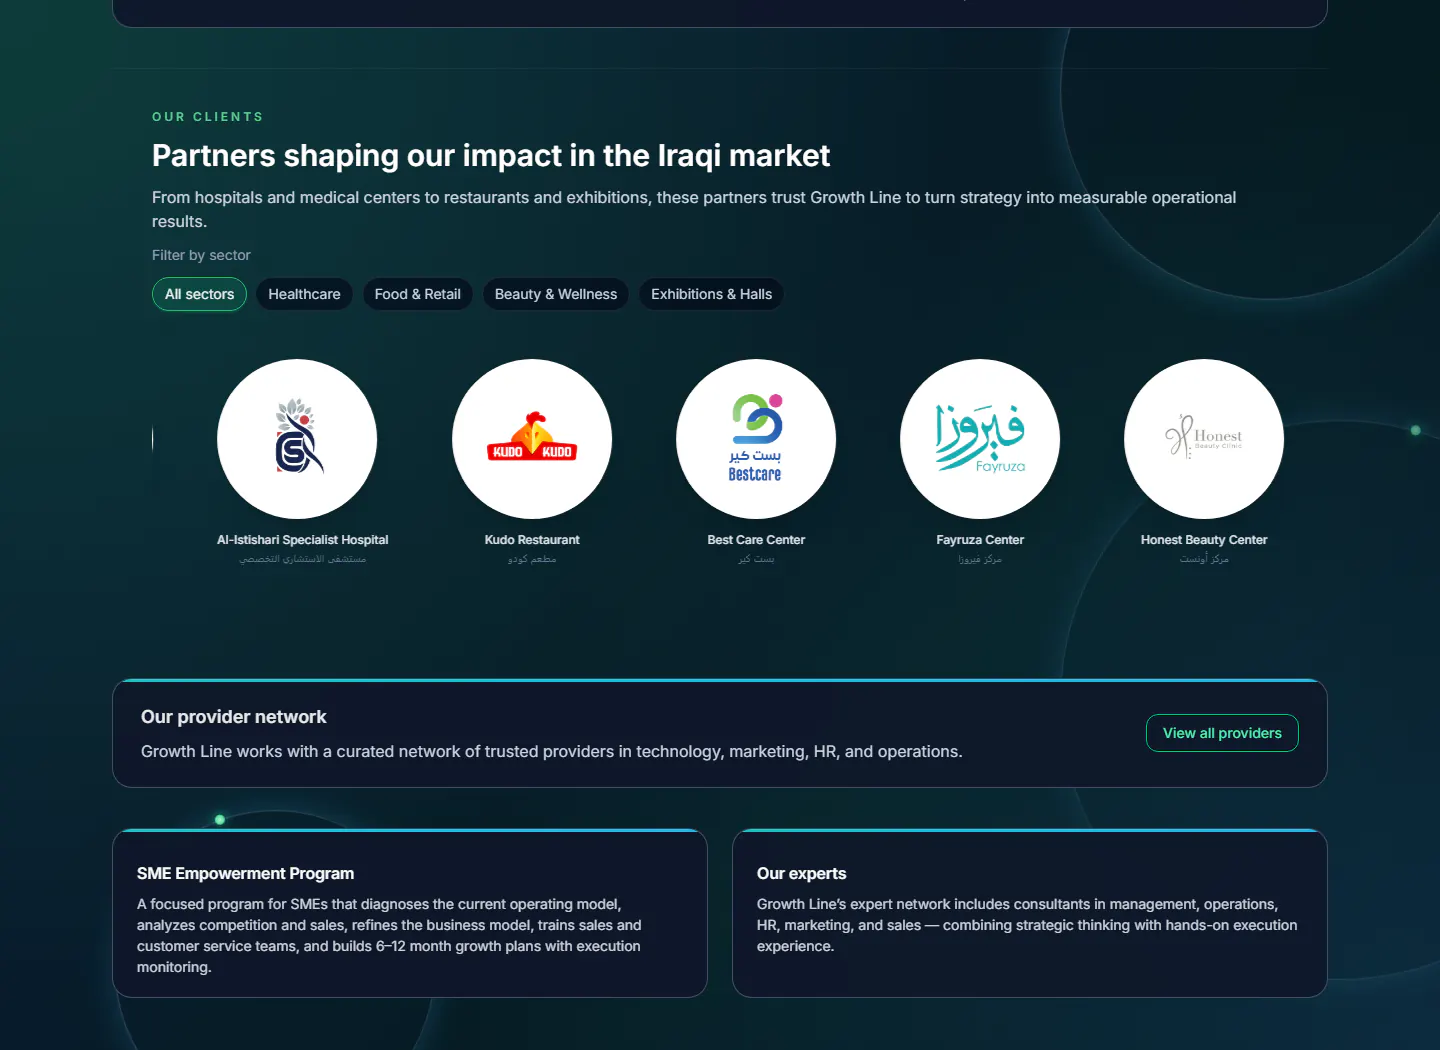 OUR CLIENTS
Partners shaping our impact in the Iraqi market
From hospitals and medical centers to restaurants and exhibitions, these partners trust Growth Line to turn strategy into measurable operational
results.
Filter by sector
All sectors
Healthcare
Food & Retail
Beauty & Wellness
Exhibitions & Halls
KUDO KUDO
بست كير
Bestcare
فيروزا
Fayruza
Honest
Beauty Clinic
Al-Istishari Specialist Hospital
مستشفى الاستشاري التخصصي
Kudo Restaurant
مطعم كودو
Best Care Center
بست كير
Fayruza Center
مركز فيروزا
Honest Beauty Center
مركز أونست
Our provider network
Growth Line works with a curated network of trusted providers in technology, marketing, HR, and operations.
View all providers
SME Empowerment Program
A focused program for SMEs that diagnoses the current operating model,
analyzes competition and sales, refines the business model, trains sales and
customer service teams, and builds 6–12 month growth plans with execution
monitoring.
Our experts
Growth Line’s expert network includes consultants in management, operations,
HR, marketing, and sales — combining strategic thinking with hands-on execution
experience.